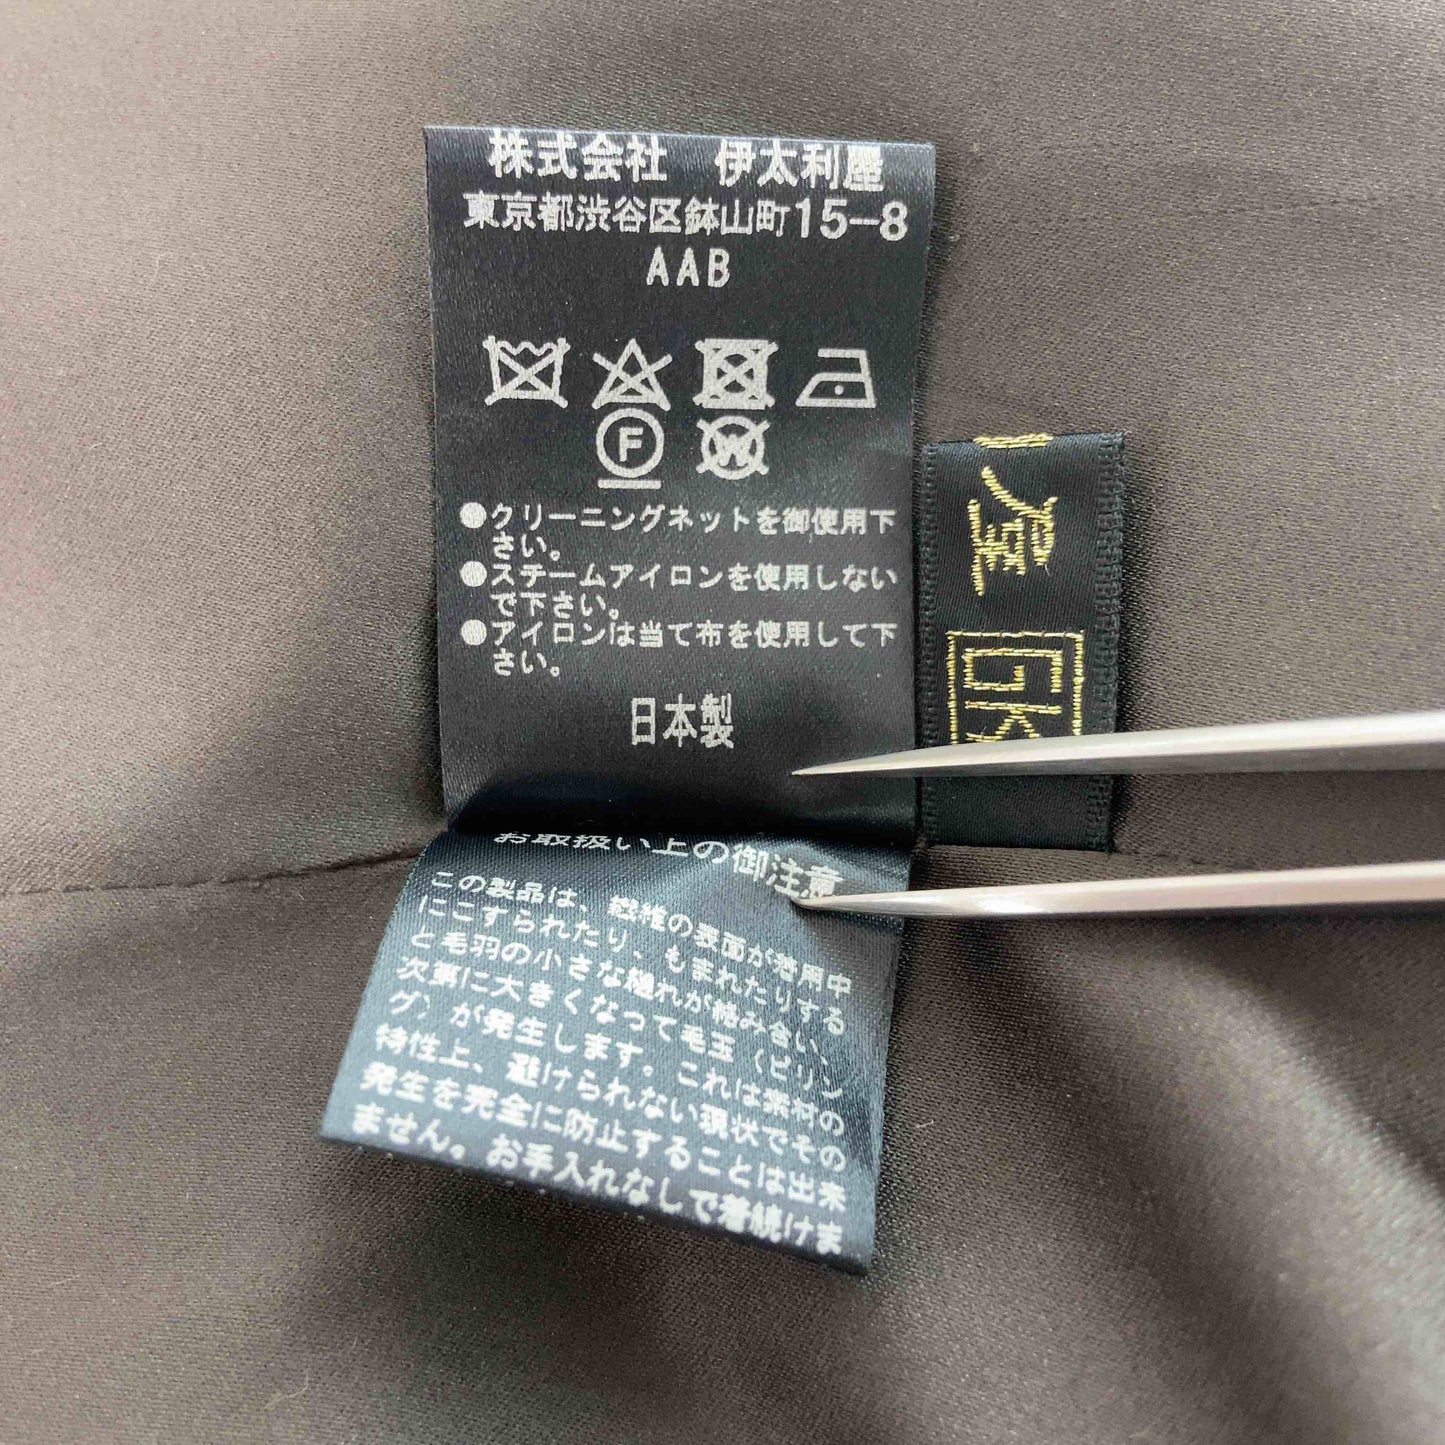 株式会社 伊太利屋
東京都渋谷区鉢山町15-8
AAB
F W
●クリーニングネットを御使用下
さい。
●スチームアイロンを使用しない
で下さい。
●アイロンは当て布を使用して下
さい。
日本製
屋
GK
お取扱い上の御注意
この製品は、繊維の表面が着用中
にこすられたり、もまれたりする
と毛羽の小さな縺れが絡み合い、
次第に大きくなって毛玉（ピリン
グ）が発生します。これは素材の
特性上、避けられない現状でその
発生を完全に防止することは出来
ません。お手入れなしで着続けま